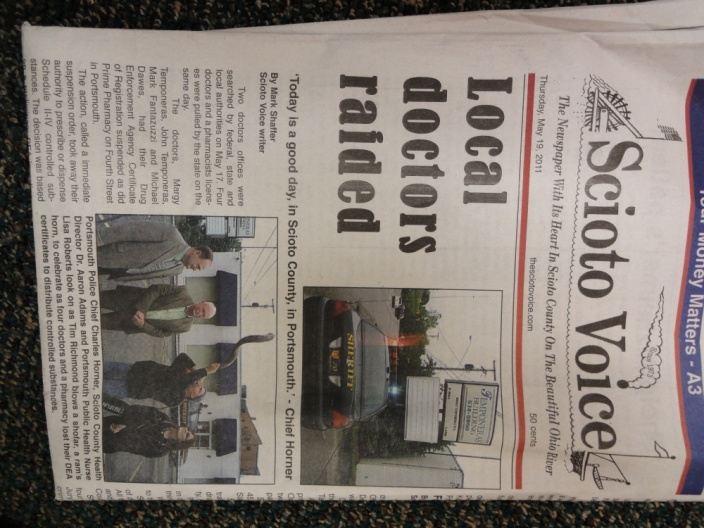 Your Money Matters - A3
Scioto Voice
The Newspaper With Its Heart In Scioto County On The Beautiful Ohio River
Thursday, May 19, 2011
thesciotovoice.com
50 cents
Local
doctors
raided
SHERIFF
TEMPONERAS
BUILDING
'Today is a good day, in Scioto County, in Portsmouth.' - Chief Horner
By Mark Shaffer
Scioto Voice writer
Two doctors offices were
searched by federal, state and
local authorities on May 17. Four
doctors and a pharmacists licens-
es were pulled by the state on the
same day.
The doctors, Margy
Temponeras, John Temponeras,
Mark Fantazuzzi and Michael
Dawes, had their Drug
Enforcement Agency Certificate
of Registration suspended as did
Prime Pharmacy on Fourth Street
in Portsmouth.
The action, called a immediate
suspension order, took away their
authority to prescribe or dispense
Schedule II-IV controlled sub-
stances. The decision was based
Portsmouth Police Chief Charles Horner, Scioto County Health
Director Dr. Aaron Adams and Portsmouth Public Health Nurse
Lisa Roberts look on as Tim Richmond blows a shofar, a ram's
horn, to celebrate as four doctors and a pharmacy lost their DEA
certificates to distribute controlled substances.